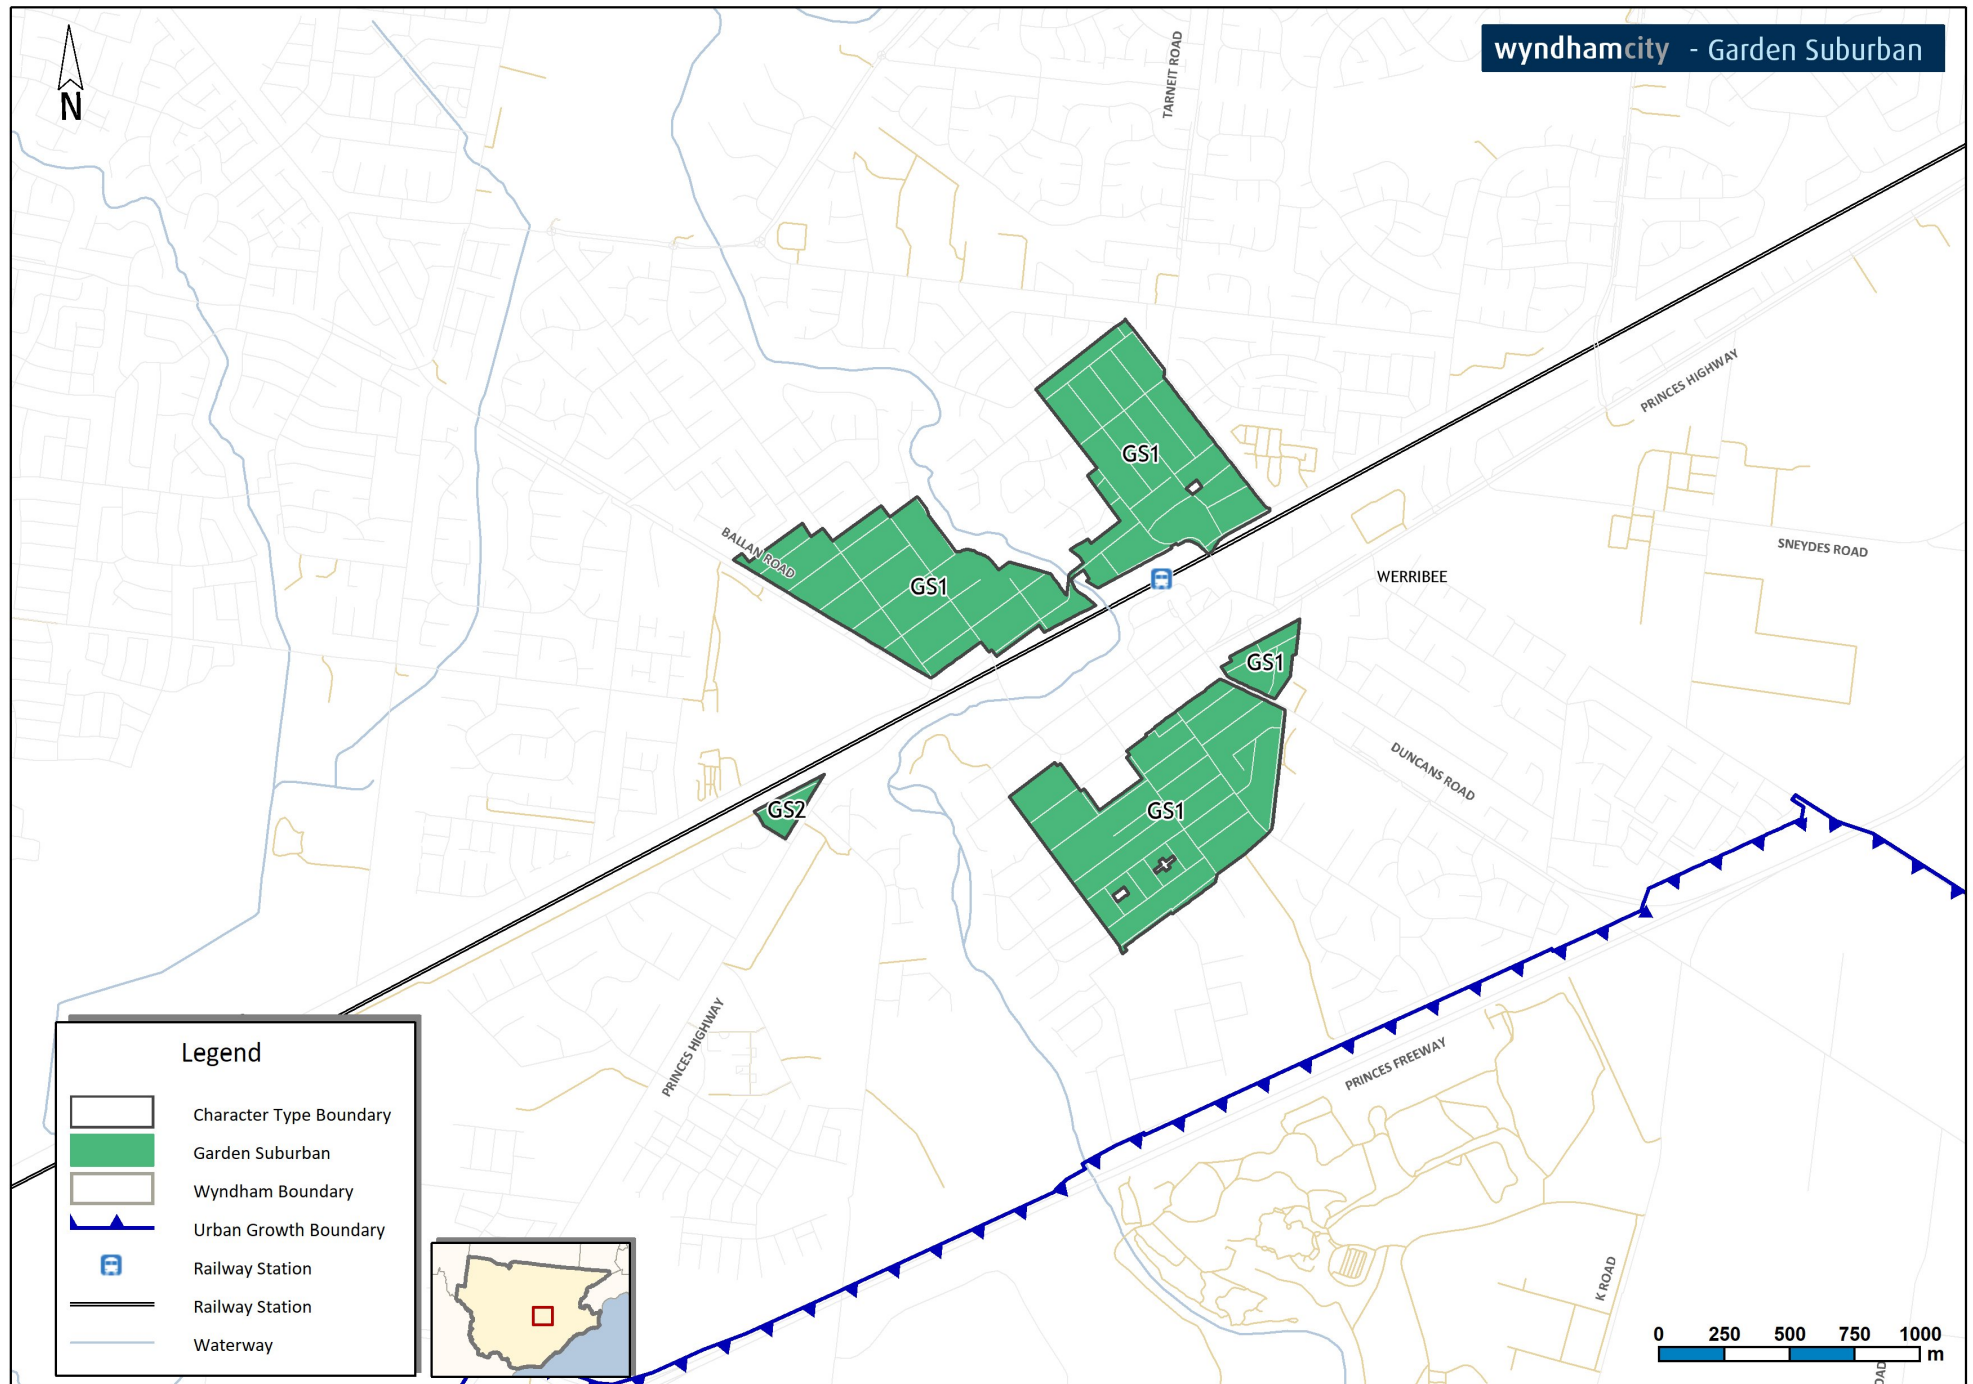 wyndhamcity - Garden Suburban
N
TARNEIT ROAD
PRINCES HIGHWAY
GS1
BALLAN ROAD
SNEYDES ROAD
WERRIBEE
GS1
GS1
DUNCANS ROAD
GS2
GS1
PRINCES HIGHWAY
PRINCES FREEWAY
K ROAD
Legend
Character Type Boundary
Garden Suburban
Wyndham Boundary
Urban Growth Boundary
Railway Station
Railway Station
Waterway
0 250 500 750 1000
m